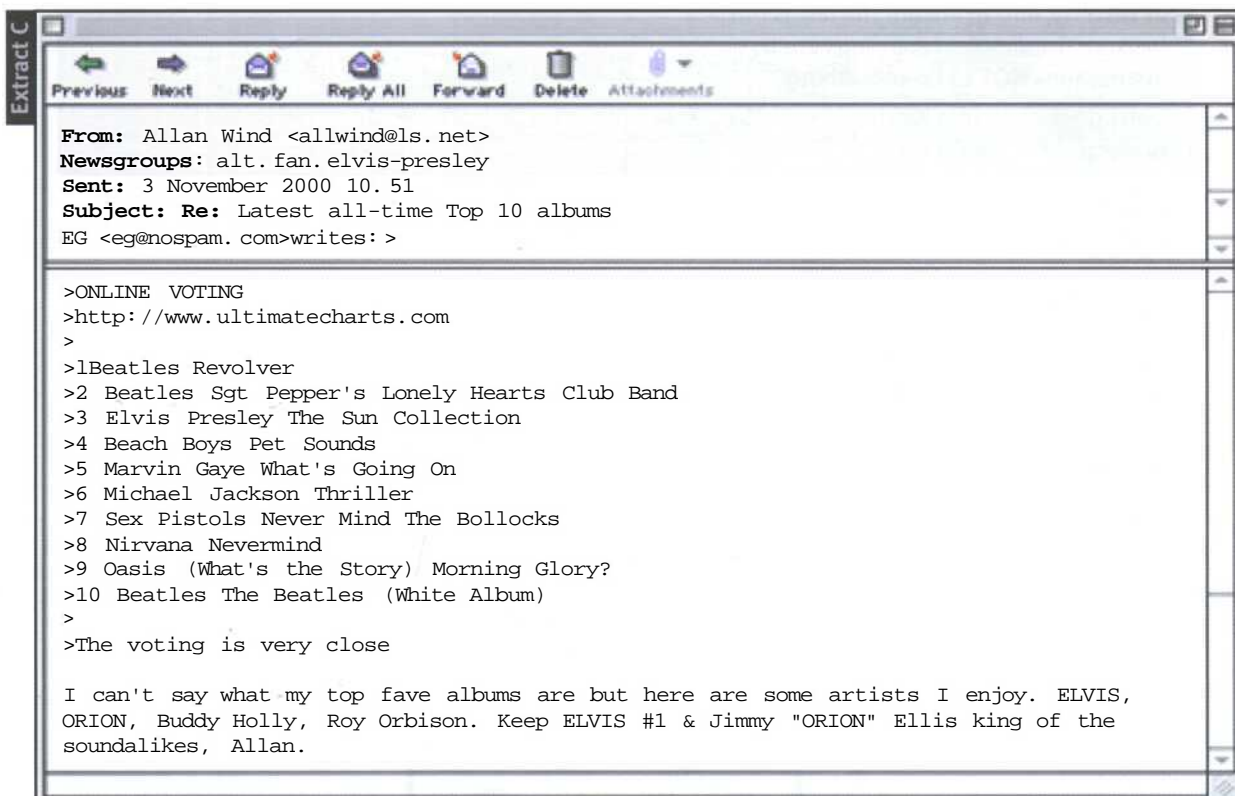 Extract C
Previous Next Reply Reply All Forward Delete Attachments
From: Allan Wind <allwind@ls.net>
Newsgroups: alt.fan.elvis-presley
Sent: 3 November 2000 10.51
Subject: Re: Latest all-time Top 10 albums
EG <eg@nospam.com>writes:>
>ONLINE VOTING
>http://www.ultimatecharts.com
>
>lBeatles Revolver
>2 Beatles Sgt Pepper's Lonely Hearts Club Band
>3 Elvis Presley The Sun Collection
>4 Beach Boys Pet Sounds
>5 Marvin Gaye What's Going On
>6 Michael Jackson Thriller
>7 Sex Pistols Never Mind The Bollocks
>8 Nirvana Nevermind
>9 Oasis (What's the Story) Morning Glory?
>10 Beatles The Beatles (White Album)
>
>The voting is very close
I can't say what my top fave albums are but here are some artists I enjoy. ELVIS,
ORION, Buddy Holly, Roy Orbison. Keep ELVIS #1 & Jimmy "ORION" Ellis king of the
soundalikes, Allan.